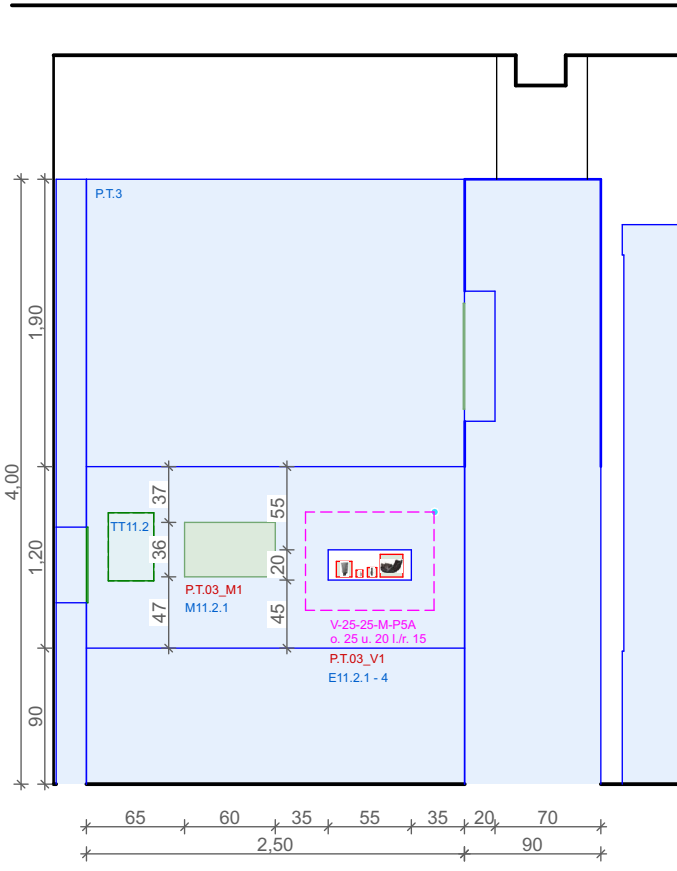 P.T.3
1,90
4,00
37
55
TT11.2
36
20
1,20
P.T.03_M1
M11.2.1
47
45
V-25-25-M-P5A
o. 25 u. 20 l./r. 15
P.T.03_V1
E11.2.1 - 4
90
65 60 35 55 35 20 70
2,50 90